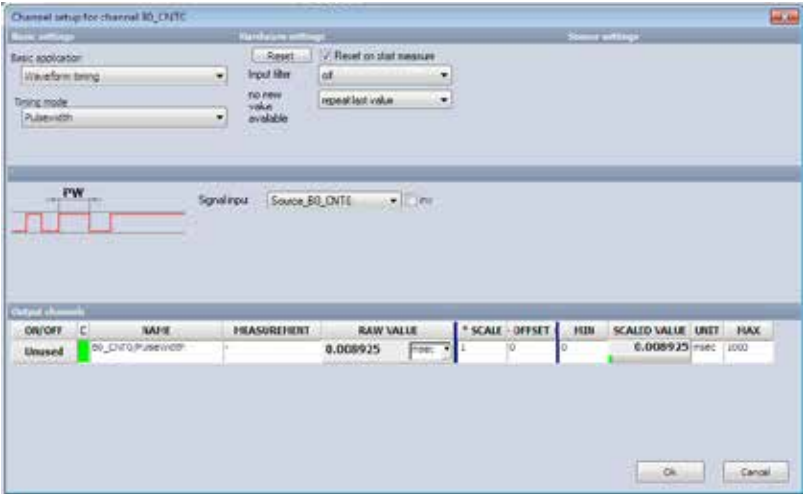 Channel setup for channel B0_CNT0
Basic settings
Hardware settings
Sensor settings
Basic application
Waveform timing
Timing mode
Pulsewidth
Reset
Reset on start measure
Input filter
off
no new value available
repeat last value
PW
Signal input
Source_B0_CNT0
inv
Output channels
ON/OFF C NAME MEASUREMENT RAW VALUE * SCALE - OFFSET MIN SCALED VALUE UNIT MAX
Unused B0_CNT0/Pulsewidth - 0.008925 msec 1 0 0 0.008925 msec 1000
Ok Cancel